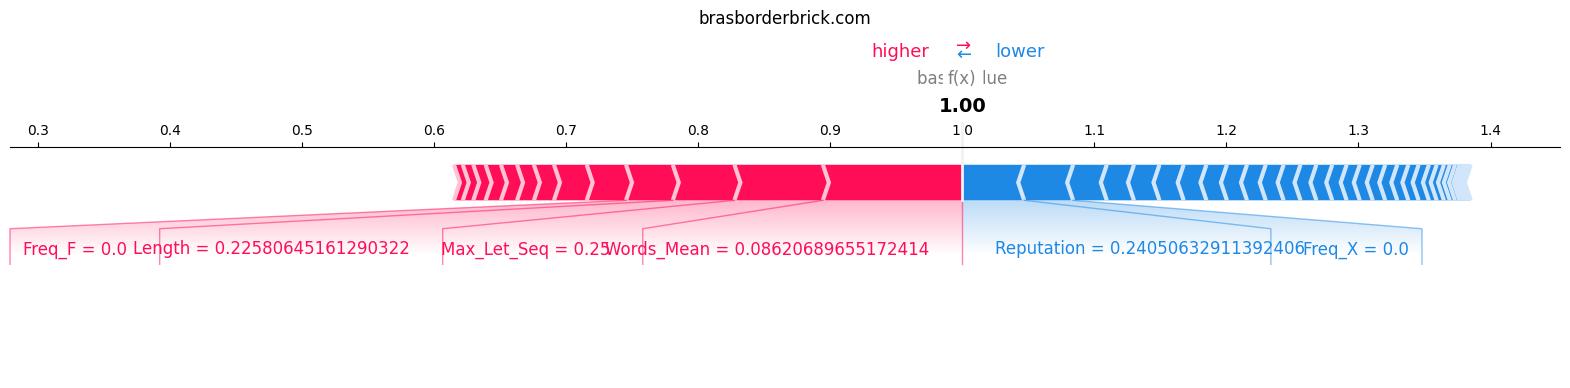 brasborderbrick.com
higher → lower
←
bas f(x) lue
1.00
0.3 0.4 0.5 0.6 0.7 0.8 0.9 1.0 1.1 1.2 1.3 1.4
Freq_F = 0.0 Length = 0.22580645161290322 Max_Let_Seq = 0.25 Words_Mean = 0.08620689655172414 Reputation = 0.24050632911392406 Freq_X = 0.0